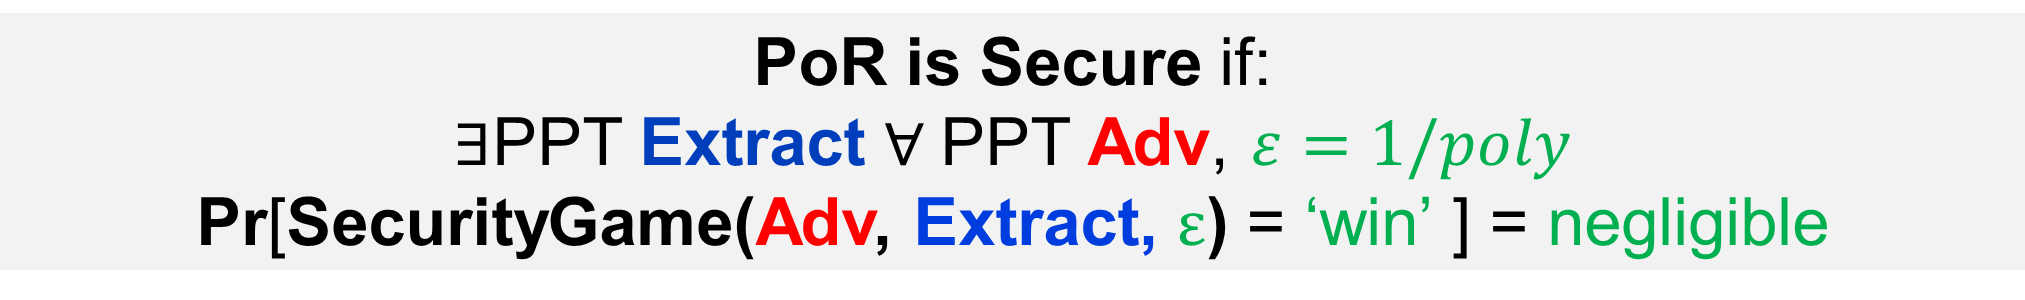 PoR is Secure if:
∃PPT Extract ∀ PPT Adv, ε = 1/poly
Pr[SecurityGame(Adv, Extract, ε) = ‘win’ ] = negligible